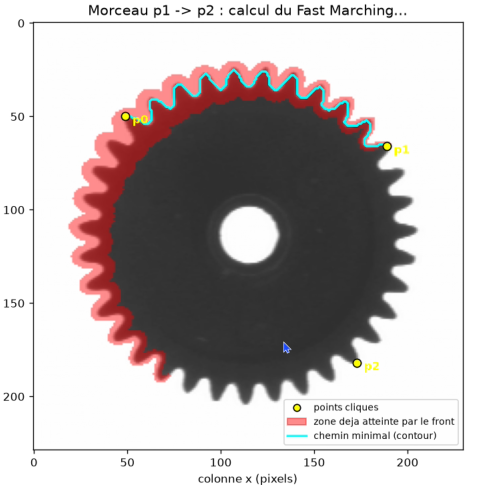 Morceau p1 -> p2 : calcul du Fast Marching...
0
50
100
150
200
p0
p1
p2
points cliques
zone deja atteinte par le front
chemin minimal (contour)
0 50 100 150 200
colonne x (pixels)